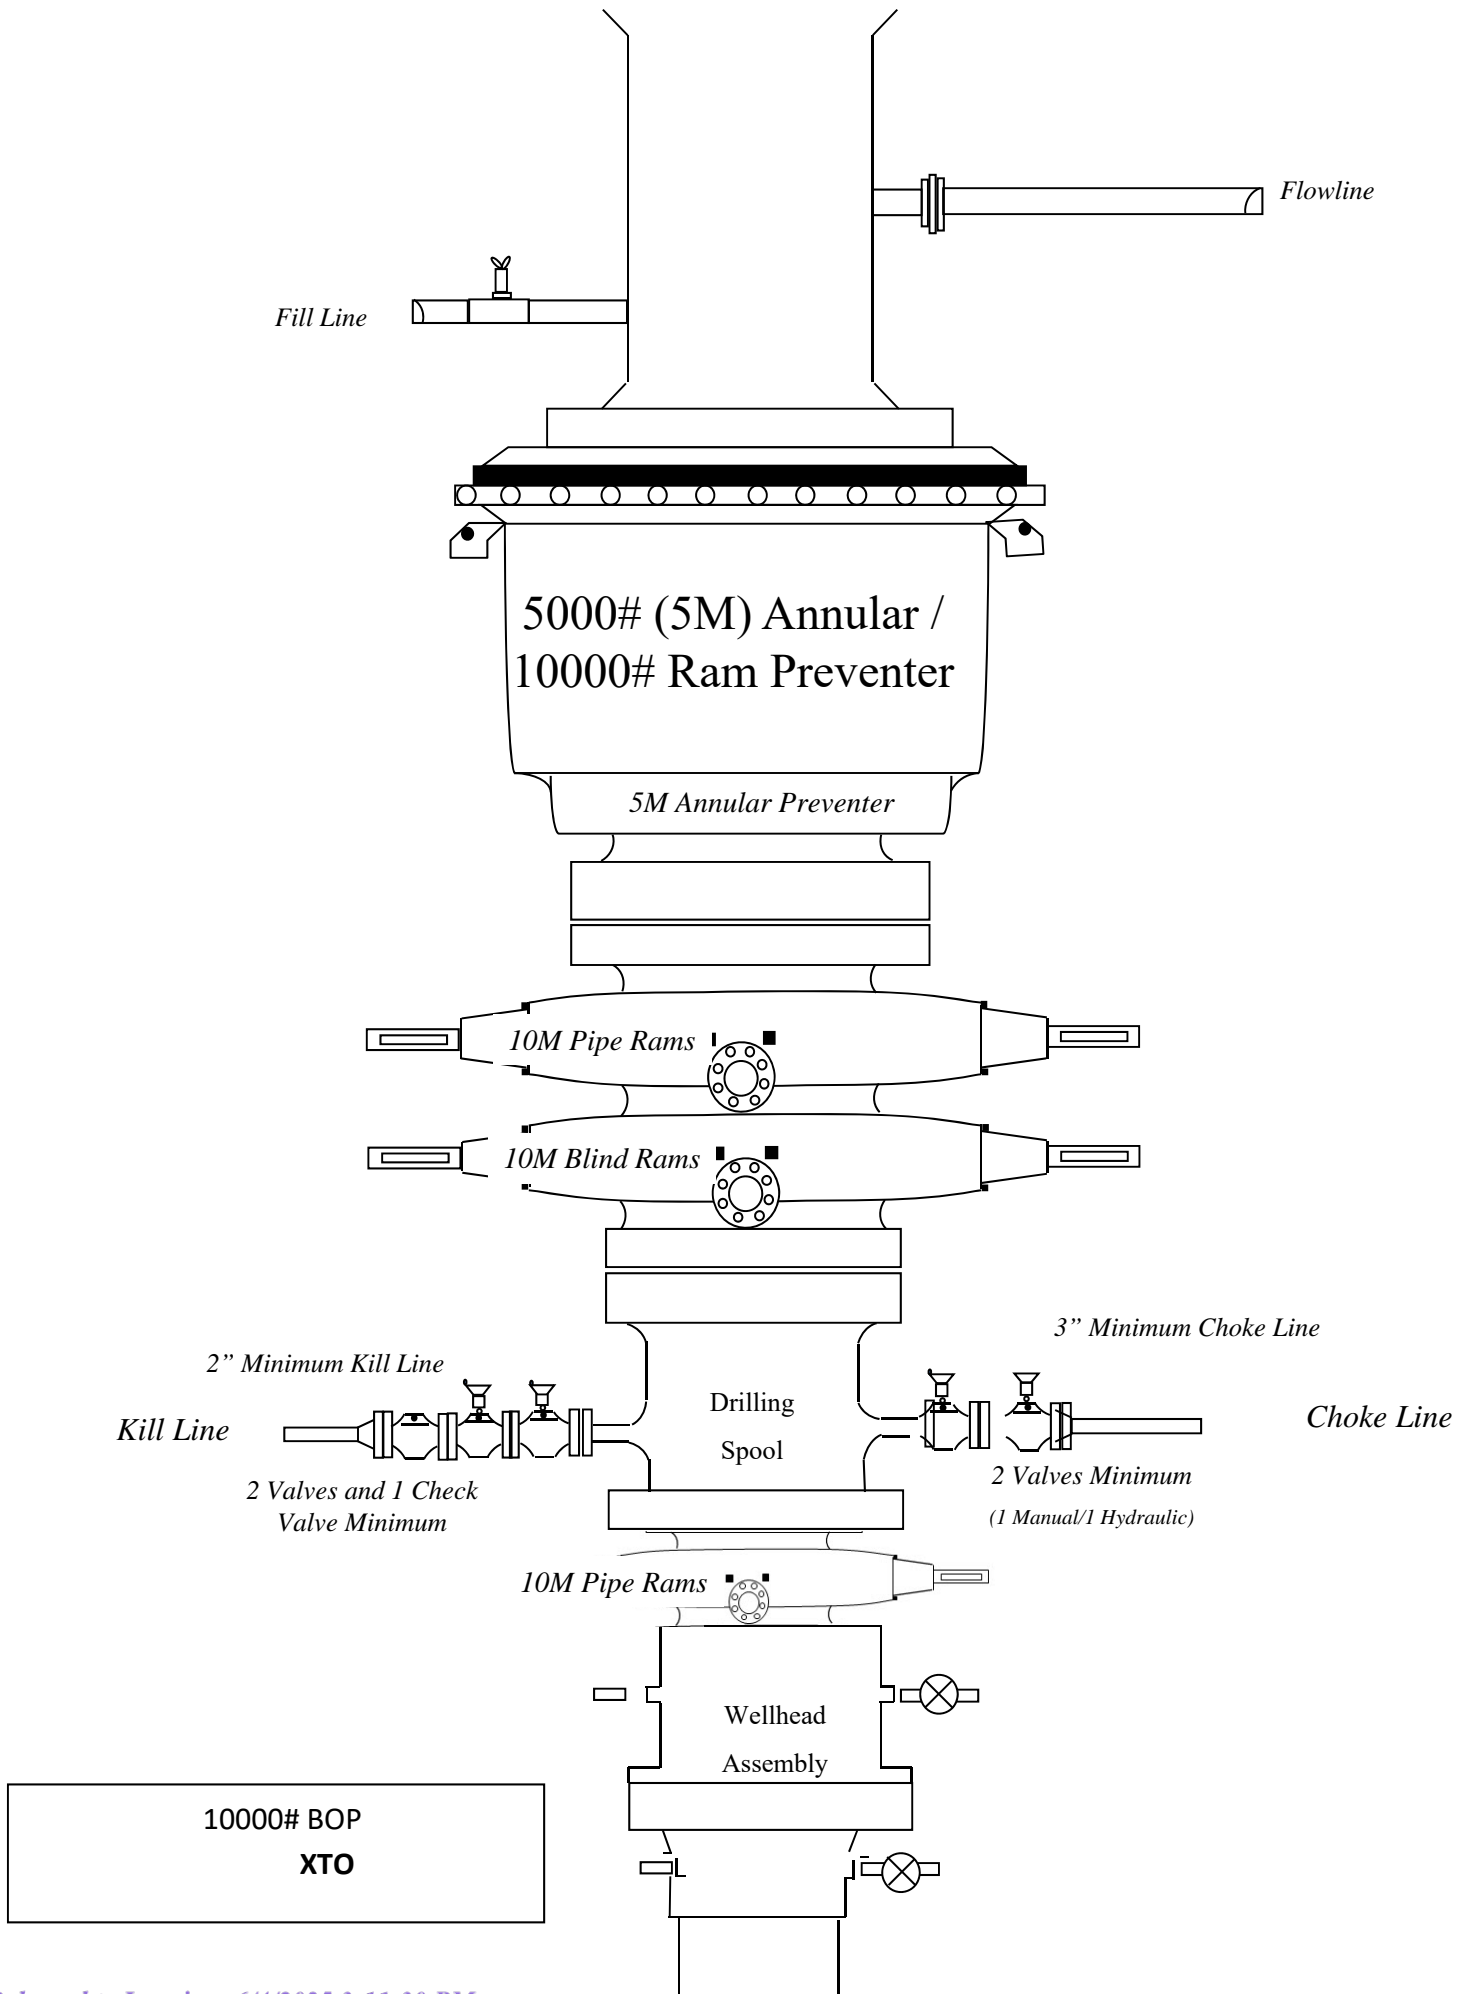 Flowline
Fill Line
5000# (5M) Annular /
10000# Ram Preventer
5M Annular Preventer
10M Pipe Rams
10M Blind Rams
3” Minimum Choke Line
2” Minimum Kill Line
Drilling
Spool
Kill Line
Choke Line
2 Valves and 1 Check
Valve Minimum
2 Valves Minimum
(1 Manual/1 Hydraulic)
10M Pipe Rams
Wellhead
Assembly
10000# BOP
XTO